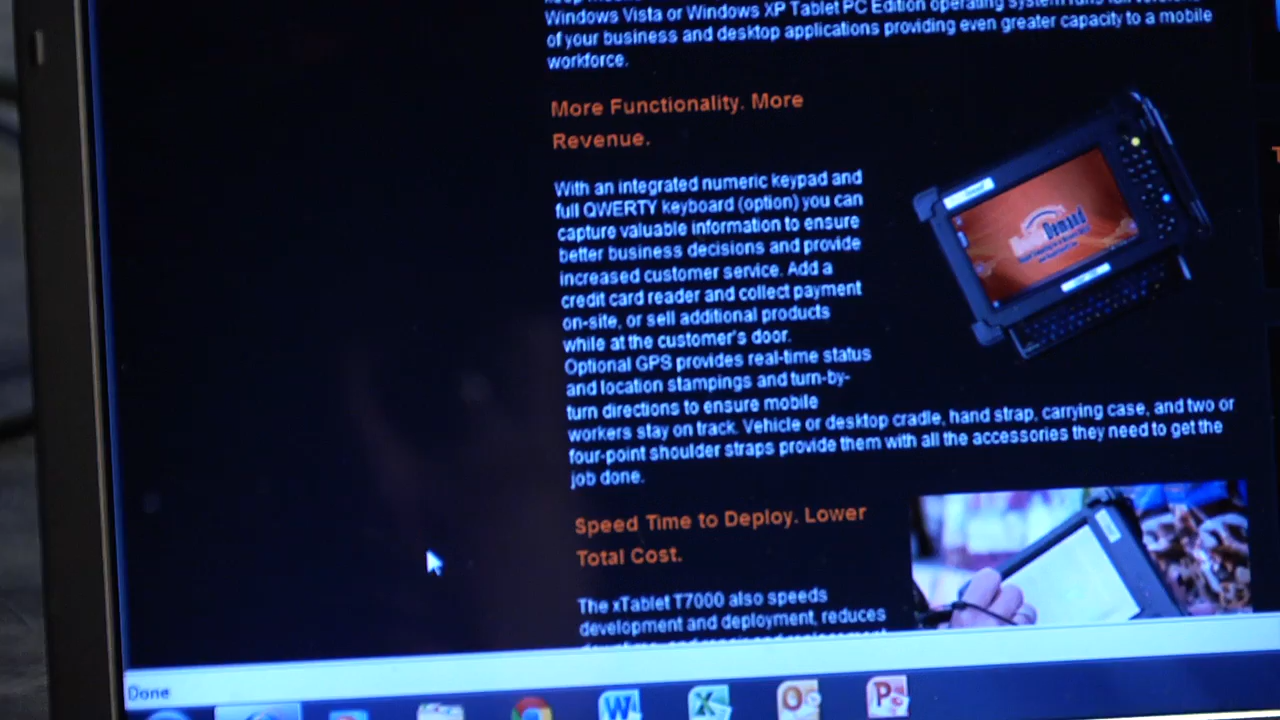 Windows Vista or Windows XP Tablet PC Edition operating system runs full versions
of your business and desktop applications providing even greater capacity to a mobile
workforce.
More Functionality. More
Revenue.
With an integrated numeric keypad and
full QWERTY keyboard (option) you can
capture valuable information to ensure
better business decisions and provide
increased customer service. Add a
credit card reader and collect payment
on-site, or sell additional products
while at the customer's door.
Optional GPS provides real-time status
and location stampings and turn-by-
turn directions to ensure mobile
workers stay on track. Vehicle or desktop cradle, hand strap, carrying case, and two or
four-point shoulder straps provide them with all the accessories they need to get the
job done.
Speed Time to Deploy. Lower
Total Cost.
The xTablet T7000 also speeds
development and deployment, reduces
Demand
Done